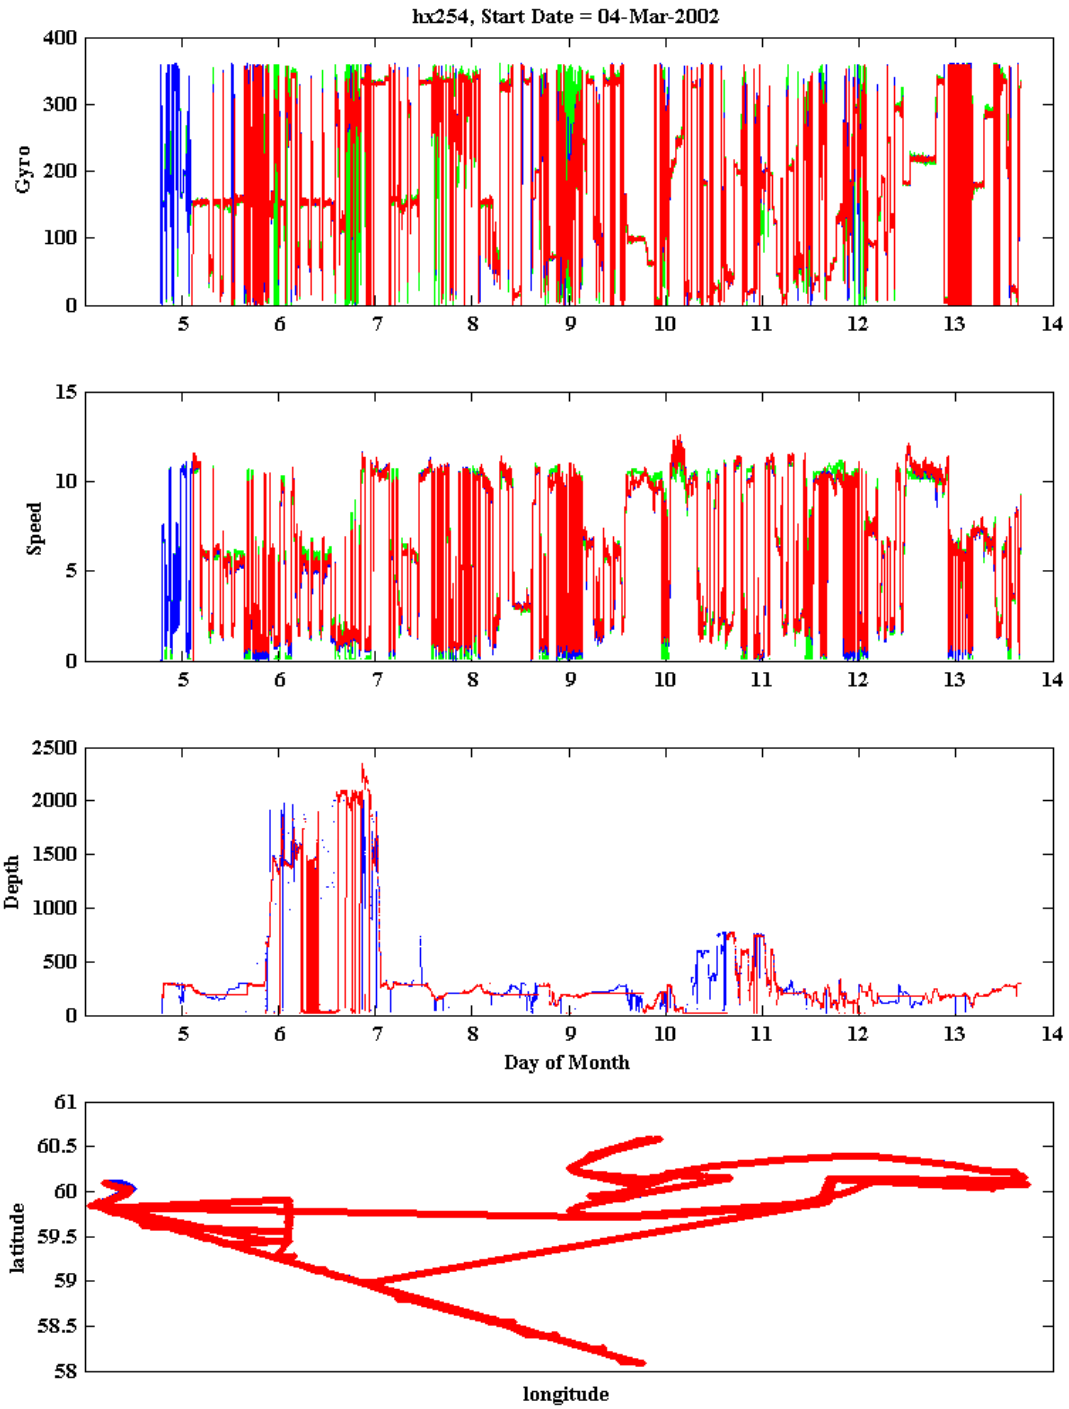 hx254, Start Date = 04-Mar-2002
400
300
200
100
0
Gyro
5 6 7 8 9 10 11 12 13 14
15
10
5
0
Speed
5 6 7 8 9 10 11 12 13 14
2500
2000
1500
1000
500
0
Depth
5 6 7 8 9 10 11 12 13 14
Day of Month
61
60.5
60
59.5
59
58.5
58
latitude
longitude